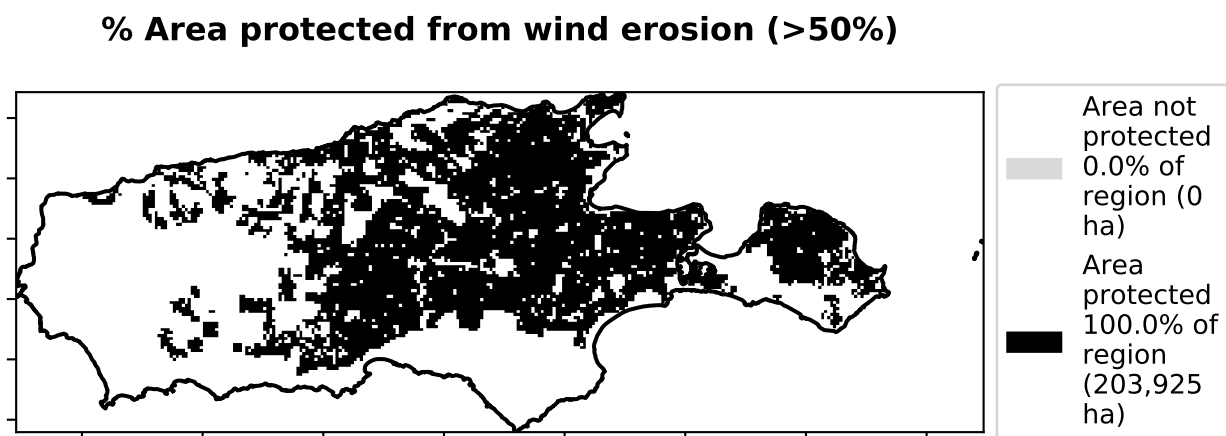 % Area protected from wind erosion (>50%)
Area not
protected
0.0% of
region (0
ha)
Area
protected
100.0% of
region
(203,925
ha)